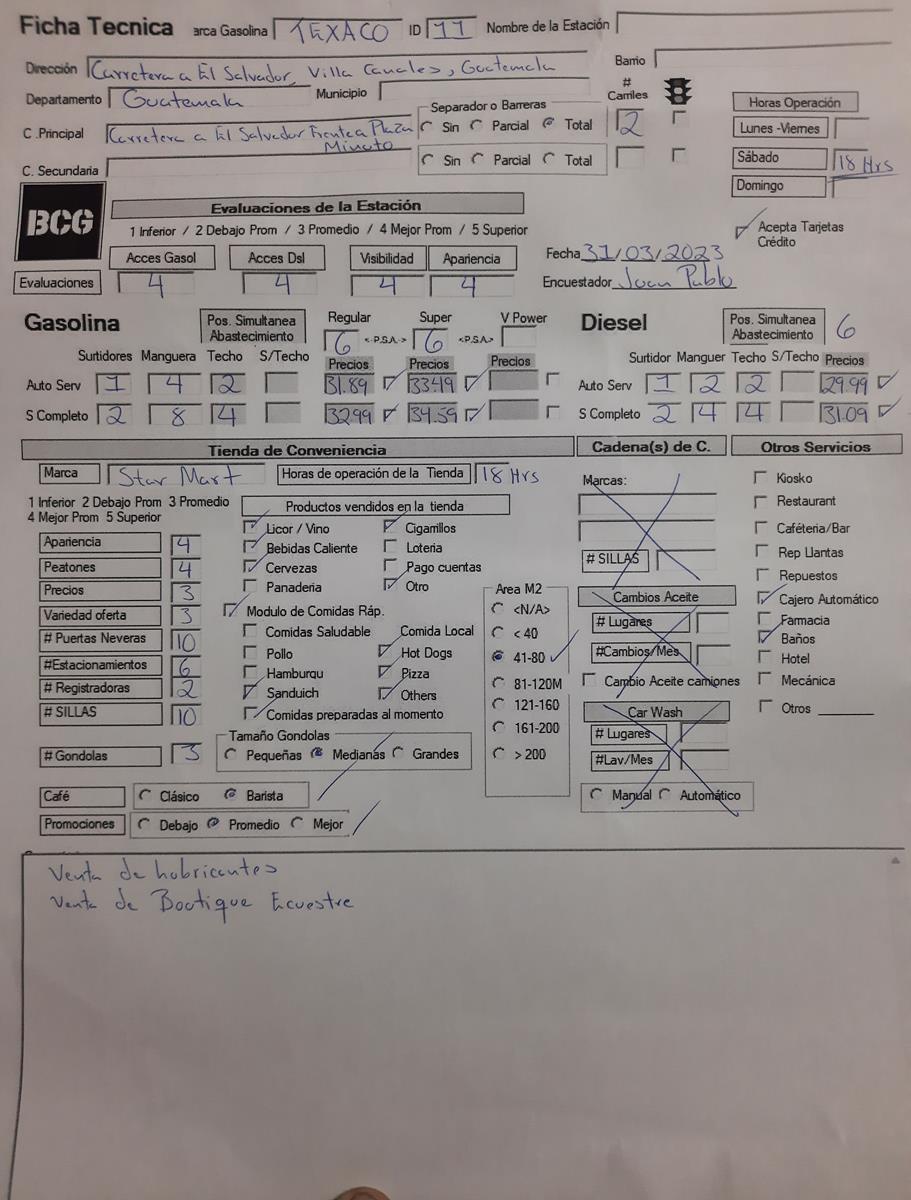 Ficha Tecnica arca Gasolina TEXACO ID 11 Nombre de la Estación
Dirección Carretera a El Salvador, Villa Canales, Guatemala Barrio
Departamento Guatemala Municipio Separador o Barreras # Carriles Horas Operación
C .Principal Carretera a El Salvador Frente a Plaza Minuto Sin Parcial Total 2 Lunes -Viernes
C. Secundaria Sin Parcial Total Sábado 18 Hrs
Domingo
BCG
Evaluaciones de la Estación
1 Inferior / 2 Debajo Prom / 3 Promedio / 4 Mejor Prom / 5 Superior
Acepta Tarjetas Crédito
Acces Gasol Acces Dsl Visibilidad Apariencia Fecha 31/03/2023
Evaluaciones 4 4 4 4 Encuestador Juan Pablo
Gasolina Pos. Simultanea Abastecimiento Regular Super V Power Diesel Pos. Simultanea Abastecimiento 6
6 <-P.S.A.-> 6 <-P.S.A>
Surtidores Manguera Techo S/Techo Precios Precios Precios Surtidor Manguer Techo S/Techo Precios
Auto Serv 1 4 2 31.89 33.49 Auto Serv 1 2 2 29.99
S Completo 2 8 4 32.99 34.59 S Completo 2 4 4 31.09
Tienda de Conveniencia Cadena(s) de C. Otros Servicios
Marca Star Mart Horas de operación de la Tienda 18 Hrs Marcas: Kiosko
1 Inferior 2 Debajo Prom 3 Promedio
4 Mejor Prom 5 Superior
Productos vendidos en la tienda Restaurant
Apariencia 4 Licor / Vino Cigarrillos Caféteria/Bar
Peatones 4 Bebidas Caliente Loteria # SILLAS Rep Llantas
Precios 3 Cervezas Pago cuentas Repuestos
Variedad oferta 3 Panaderia Otro Area M2 Cambios Aceite Cajero Automático
# Puertas Neveras 10 Modulo de Comidas Ráp. <N/A> # Lugares Farmacia
#Estacionamientos 6 Comidas Saludable Comida Local < 40 Baños
# Registradoras 2 Pollo Hot Dogs 41-80 #Cambios/Mes Hotel
# SILLAS 10 Hamburqu Pizza 81-120M Cambio Aceite camiones Mecánica
Sanduich Others 121-160 Car Wash Otros
Comidas preparadas al momento 161-200 # Lugares
# Gondolas 3 Tamaño Gondolas Pequeñas Medianas Grandes > 200 #Lav/Mes
Café Clásico Barista Manual Automático
Promociones Debajo Promedio Mejor
Venta de lubricantes
Venta de Boutique Ecuestre